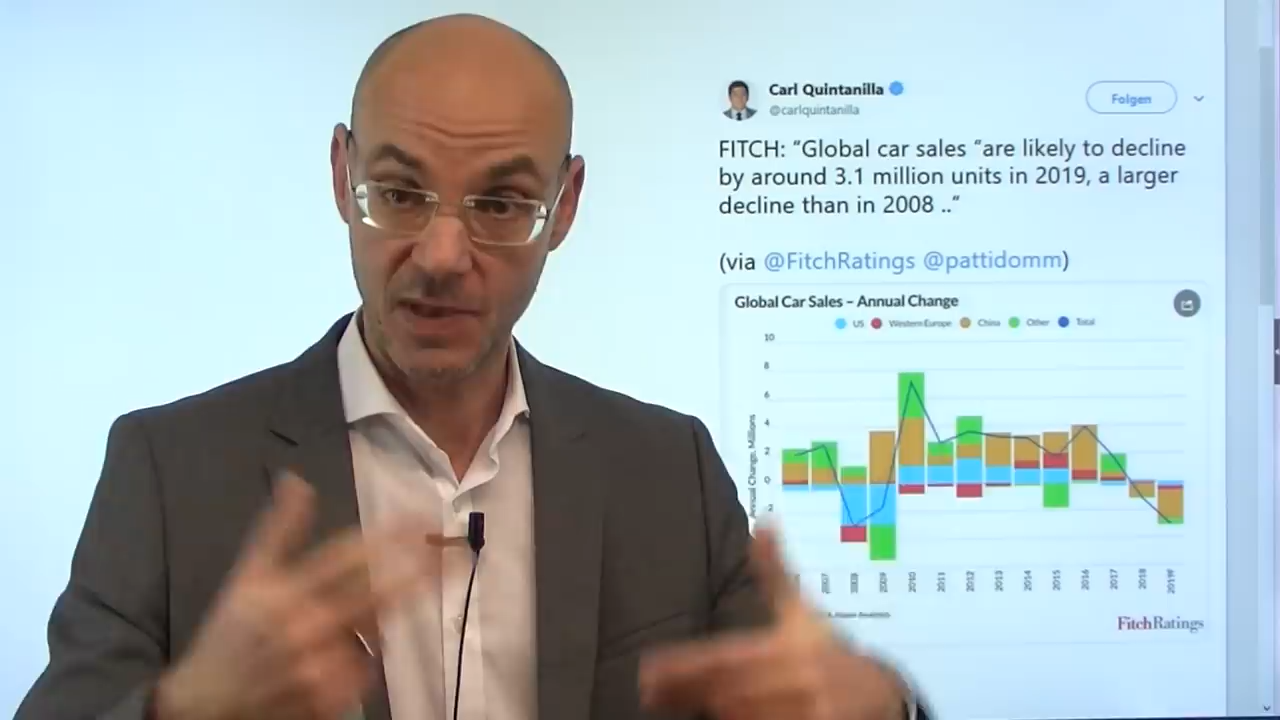 Carl Quintanilla
@carlquintanilla
Folgen
FITCH: “Global car sales “are likely to decline
by around 3.1 million units in 2019, a larger
decline than in 2008 ..“
(via @FitchRatings @pattidomm)
Global Car Sales – Annual Change
US Western Europe China Other Total
10
8
6
4
2
0
2
Annual Change, Millions
2007 2008 2009 2010 2011 2012 2013 2014 2015 2016 2017 2018 2019F
FitchRatings